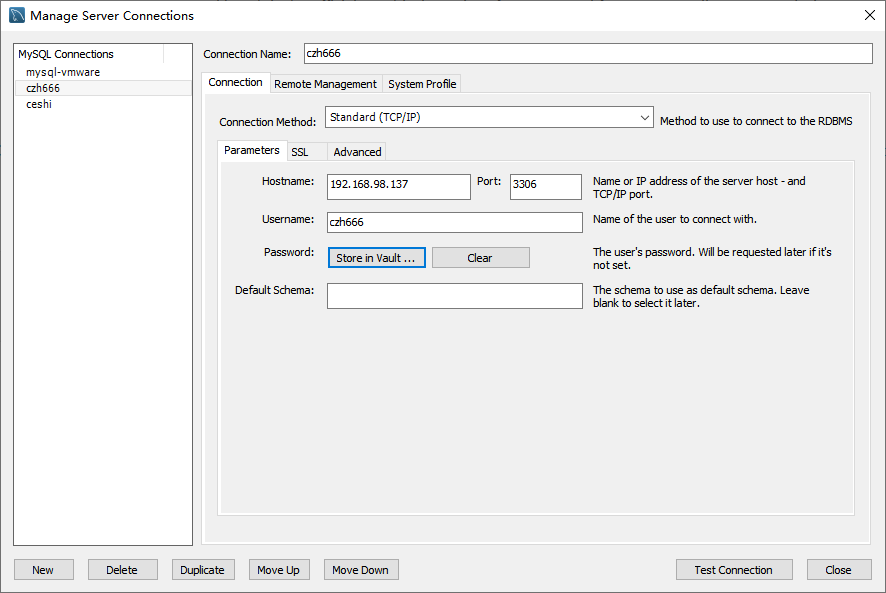 Manage Server Connections
MySQL Connections
mysql-vmware
czh666
ceshi
Connection Name: czh666
Connection Remote Management System Profile
Connection Method: Standard (TCP/IP) Method to use to connect to the RDBMS
Parameters SSL Advanced
Hostname: 192.168.98.137 Port: 3306 Name or IP address of the server host - and
TCP/IP port.
Username: czh666 Name of the user to connect with.
Password: Store in Vault ... Clear The user's password. Will be requested later if it's
not set.
Default Schema: The schema to use as default schema. Leave
blank to select it later.
New Delete Duplicate Move Up Move Down Test Connection Close